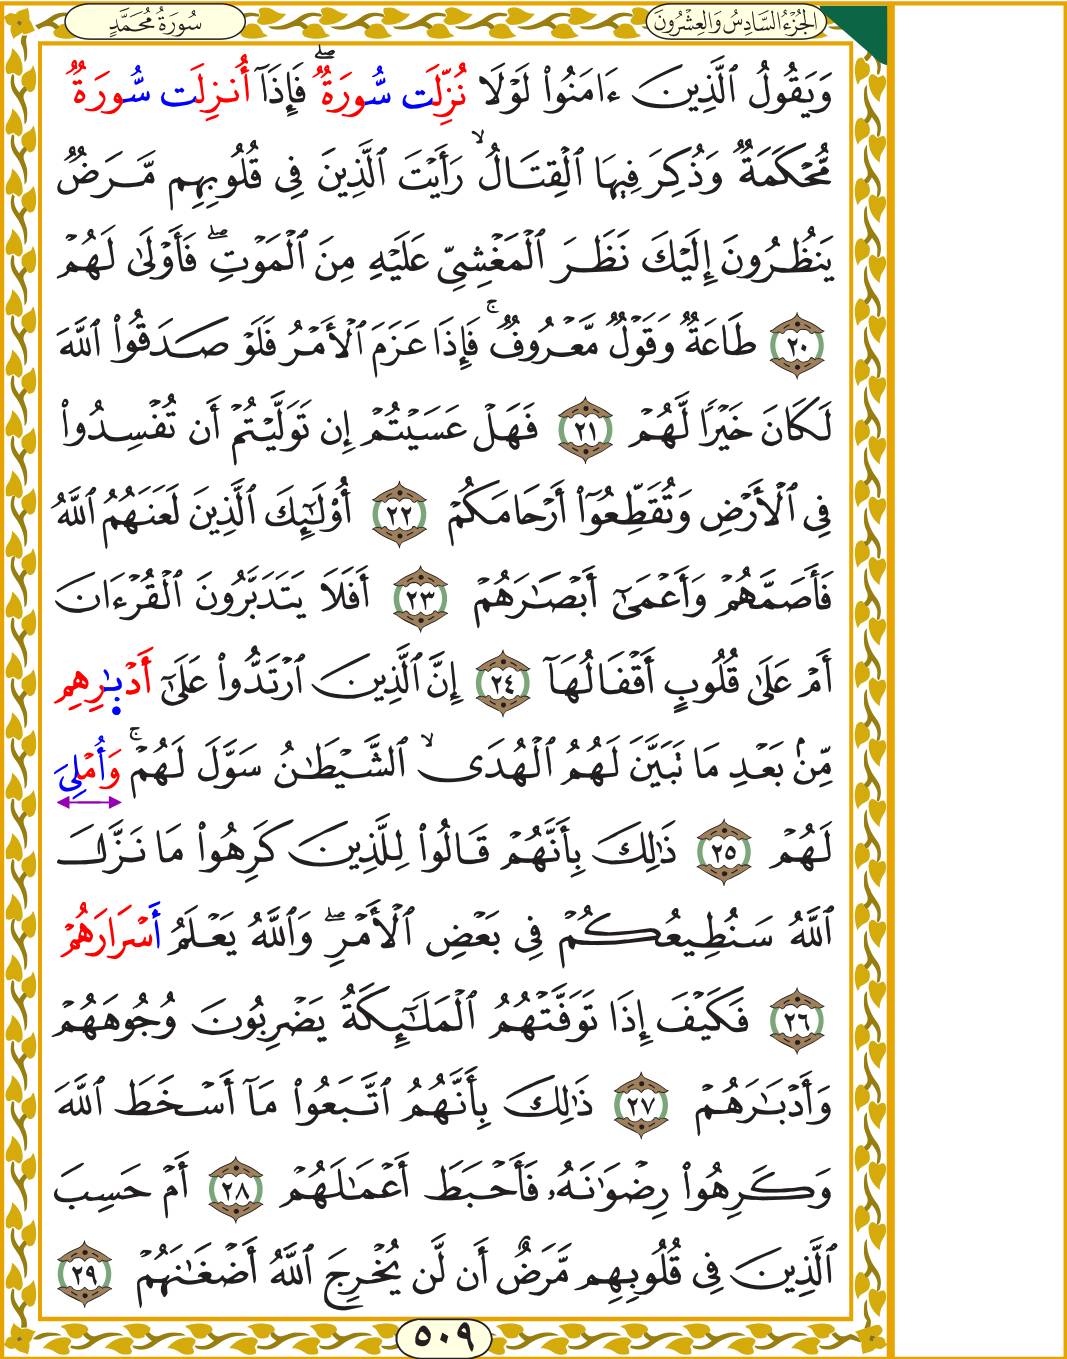 الجُزْءُ السَّادِسُ وَالعِشْرُونَ
سُورَةُ مُحَمَّدٍ
وَيَقُولُ ٱلَّذِينَ ءَامَنُوا۟ لَوْلَا نُزِّلَت سُّورَةٌۖ فَإِذَآ أُنزِلَت سُّورَةٌ
مُّحْكَمَةٌ وَذُكِرَ فِيهَا ٱلْقِتَالُۙ رَأَيْتَ ٱلَّذِينَ فِى قُلُوبِهِم مَّرَضٌ
يَنظُرُونَ إِلَيْكَ نَظَرَ ٱلْمَغْشِىِّ عَلَيْهِ مِنَ ٱلْمَوْتِۖ فَأَوْلَىٰ لَهُمْ
٢٠ طَاعَةٌ وَقَوْلٌ مَّعْرُوفٌۚ فَإِذَا عَزَمَ ٱلْأَمْرُ فَلَوْ صَدَقُوا۟ ٱللَّهَ
لَكَانَ خَيْرًا لَّهُمْ ٢١ فَهَلْ عَسَيْتُمْ إِن تَوَلَّيْتُمْ أَن تُفْسِدُوا۟
فِى ٱلْأَرْضِ وَتُقَطِّعُوٓا۟ أَرْحَامَكُمْ ٢٢ أُو۟لَـٰٓئِكَ ٱلَّذِينَ لَعَنَهُمُ ٱللَّهُ
فَأَصَمَّهُمْ وَأَعْمَىٰٓ أَبْصَـٰرَهُمْ ٢٣ أَفَلَا يَتَدَبَّرُونَ ٱلْقُرْءَانَ
أَمْ عَلَىٰ قُلُوبٍ أَقْفَالُهَآ ٢٤ إِنَّ ٱلَّذِينَ ٱرْتَدُّوا۟ عَلَىٰٓ أَدْبَـٰرِهِم
مِّنۢ بَعْدِ مَا تَبَيَّنَ لَهُمُ ٱلْهُدَىۙ ٱلشَّيْطَـٰنُ سَوَّلَ لَهُمْۚ وَأُمْلِىَ
لَهُمْ ٢٥ ذَٰلِكَ بِأَنَّهُمْ قَالُوا۟ لِلَّذِينَ كَرِهُوا۟ مَا نَزَّلَ
ٱللَّهُ سَنُطِيعُكُمْ فِى بَعْضِ ٱلْأَمْرِۖ وَٱللَّهُ يَعْلَمُ أَسْرَارَهُمْ
٢٦ فَكَيْفَ إِذَا تَوَفَّتْهُمُ ٱلْمَلَـٰٓئِكَةُ يَضْرِبُونَ وُجُوهَهُمْ
وَأَدْبَـٰرَهُمْ ٢٧ ذَٰلِكَ بِأَنَّهُمُ ٱتَّبَعُوا۟ مَآ أَسْخَطَ ٱللَّهَ
وَكَرِهُوا۟ رِضْوَٰنَهُۥ فَأَحْبَطَ أَعْمَـٰلَهُمْ ٢٨ أَمْ حَسِبَ
ٱلَّذِينَ فِى قُلُوبِهِم مَّرَضٌ أَن لَّن يُخْرِجَ ٱللَّهُ أَضْغَـٰنَهُمْ ٢٩
٥٠٩